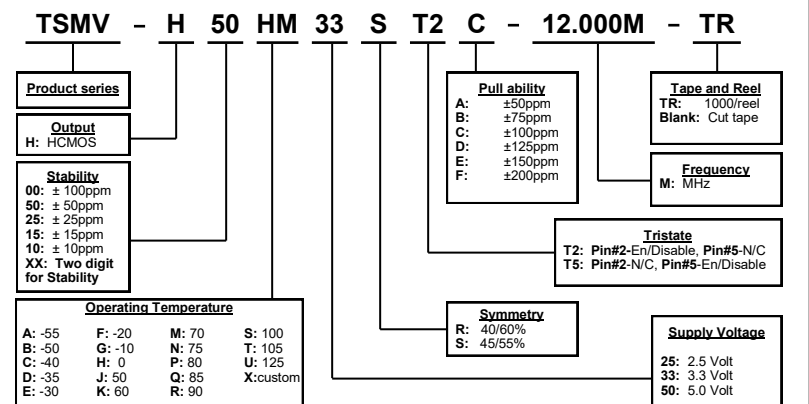 TSMV - H 50 HM 33 S T2 C - 12.000M - TR
Product series
Output
H: HCMOS
Stability
00: ± 100ppm
50: ± 50ppm
25: ± 25ppm
15: ± 15ppm
10: ± 10ppm
XX: Two digit
for Stability
Operating Temperature
A: -55 F: -20 M: 70 S: 100
B: -50 G: -10 N: 75 T: 105
C: -40 H: 0 P: 80 U: 125
D: -35 J: 50 Q: 85 X:custom
E: -30 K: 60 R: 90
Pull ability
A: ±50ppm
B: ±75ppm
C: ±100ppm
D: ±125ppm
E: ±150ppm
F: ±200ppm
Tape and Reel
TR: 1000/reel
Blank: Cut tape
Frequency
M: MHz
Tristate
T2: Pin#2-En/Disable, Pin#5-N/C
T5: Pin#2-N/C, Pin#5-En/Disable
Symmetry
R: 40/60%
S: 45/55%
Supply Voltage
25: 2.5 Volt
33: 3.3 Volt
50: 5.0 Volt